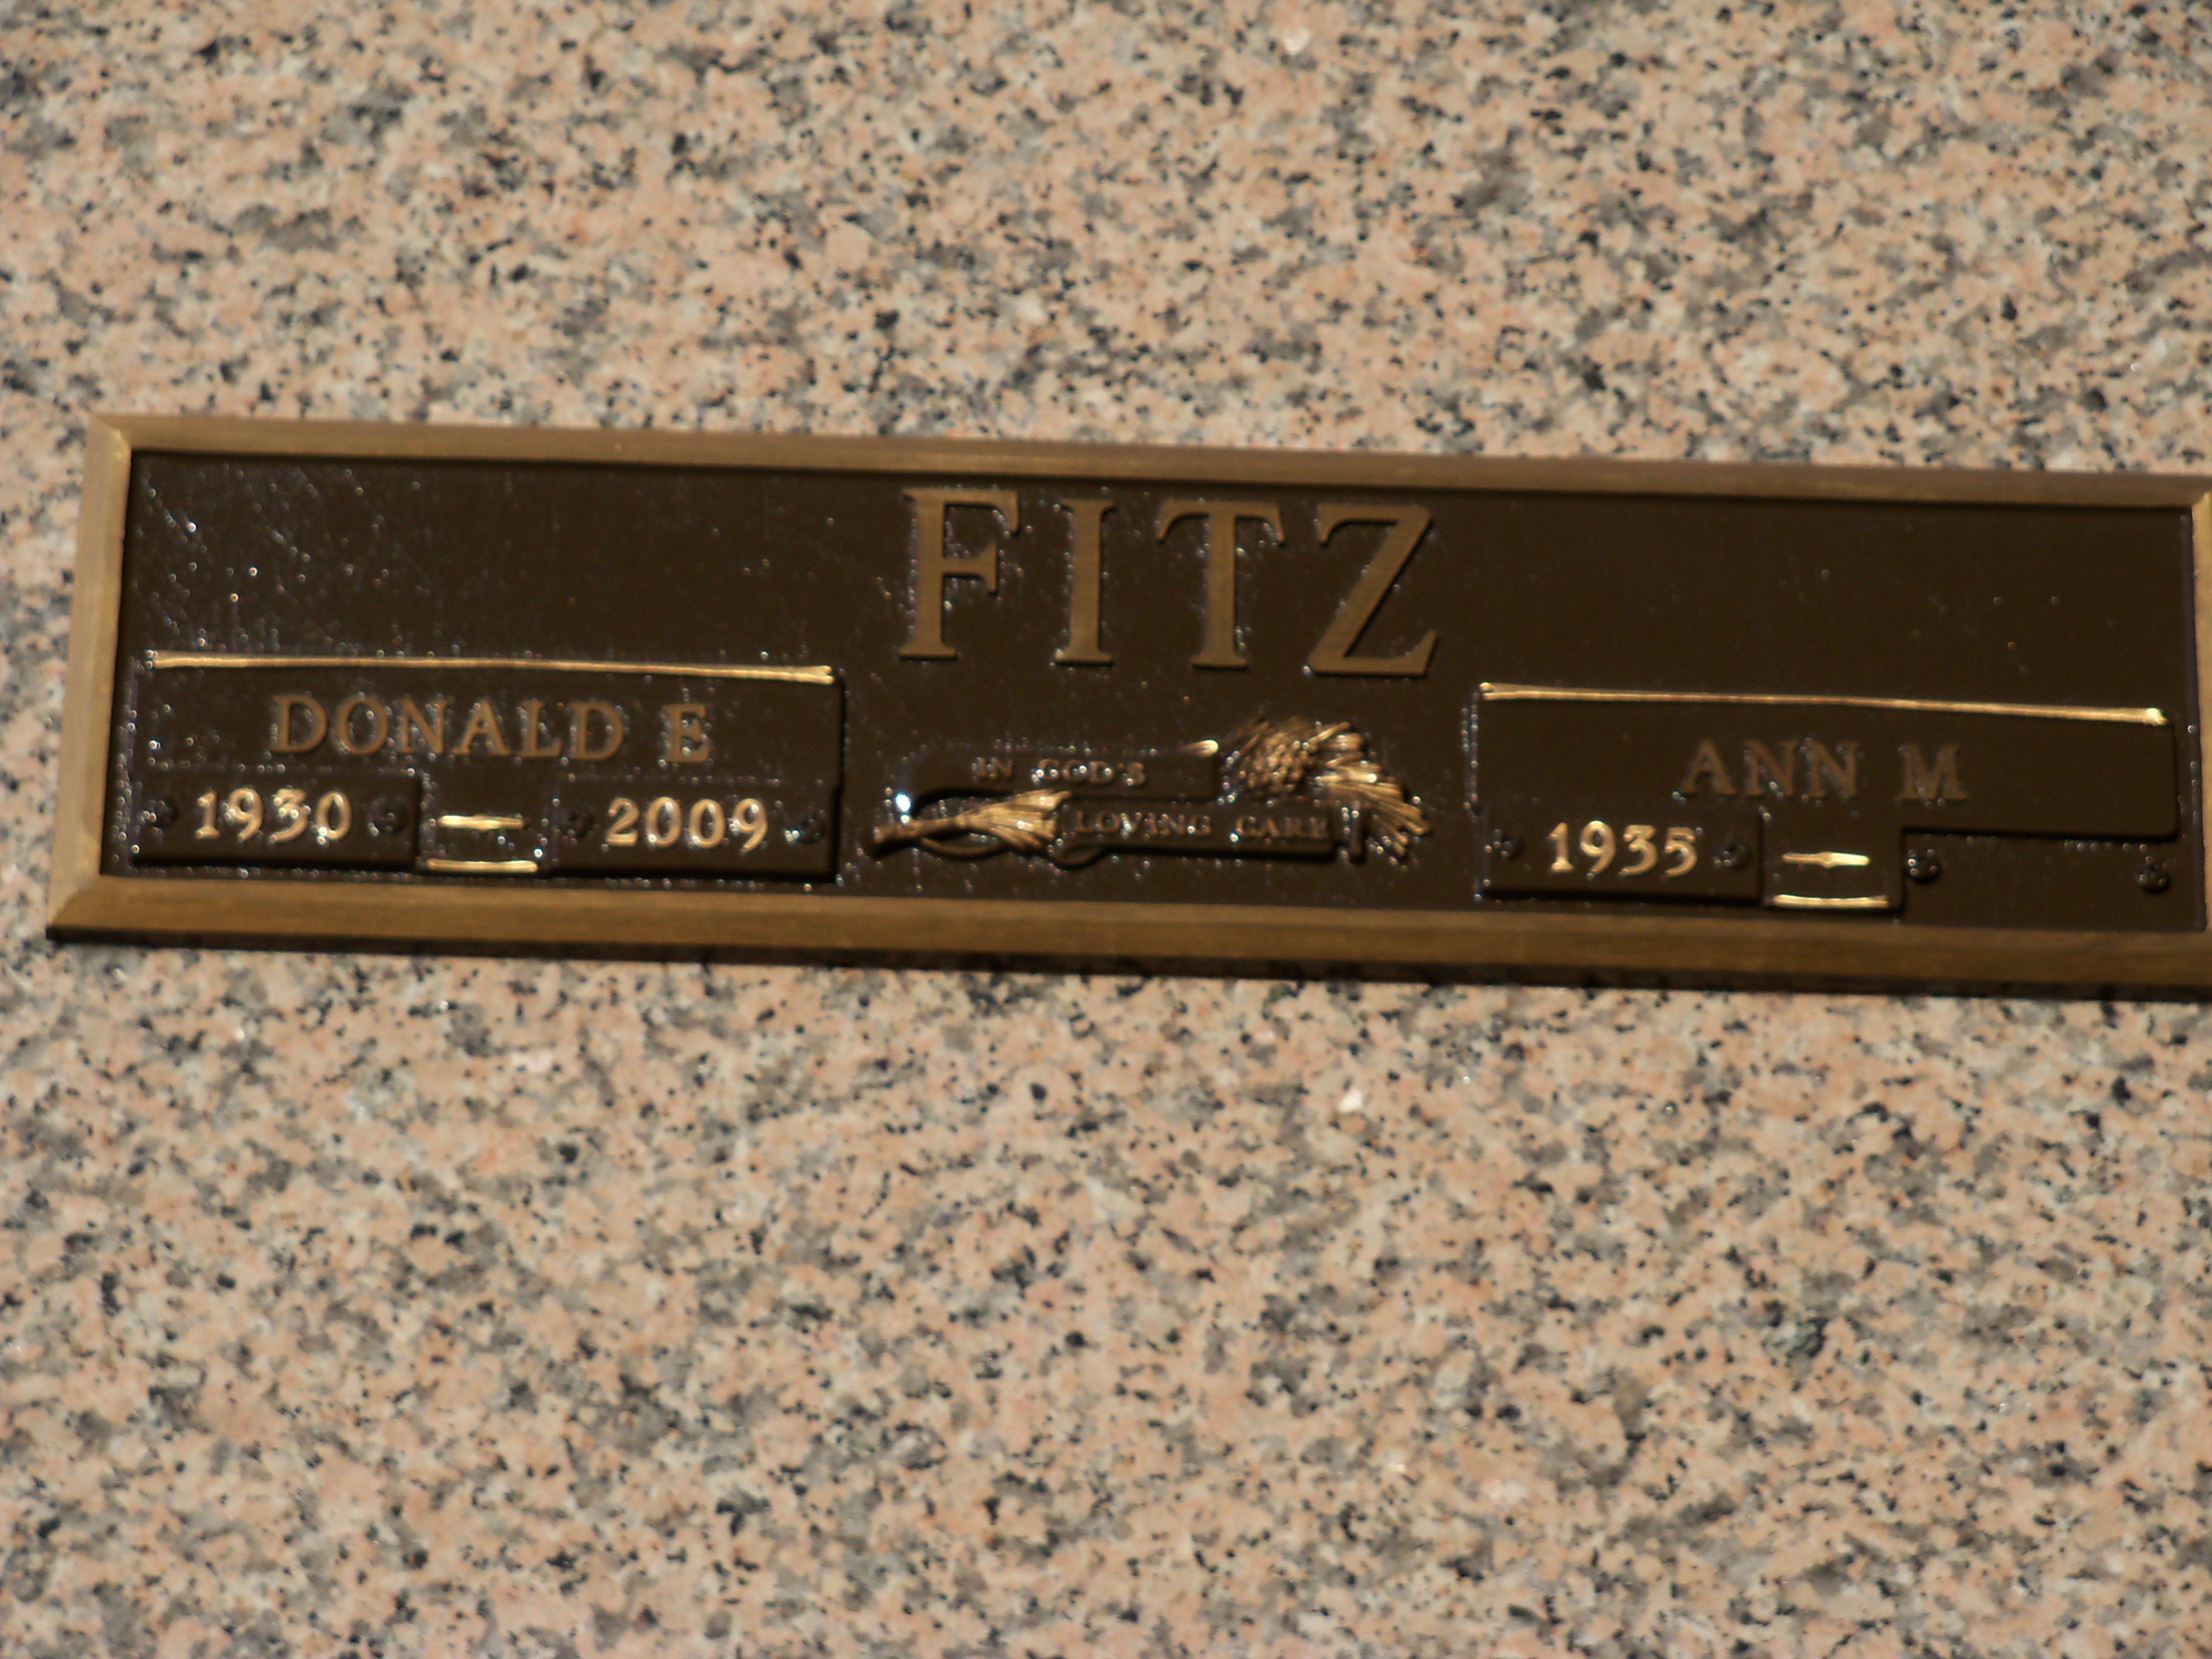 FITZ
DONALD E
1930 — 2009
IN GOD'S
LOVING CARE
ANN M
1935 —